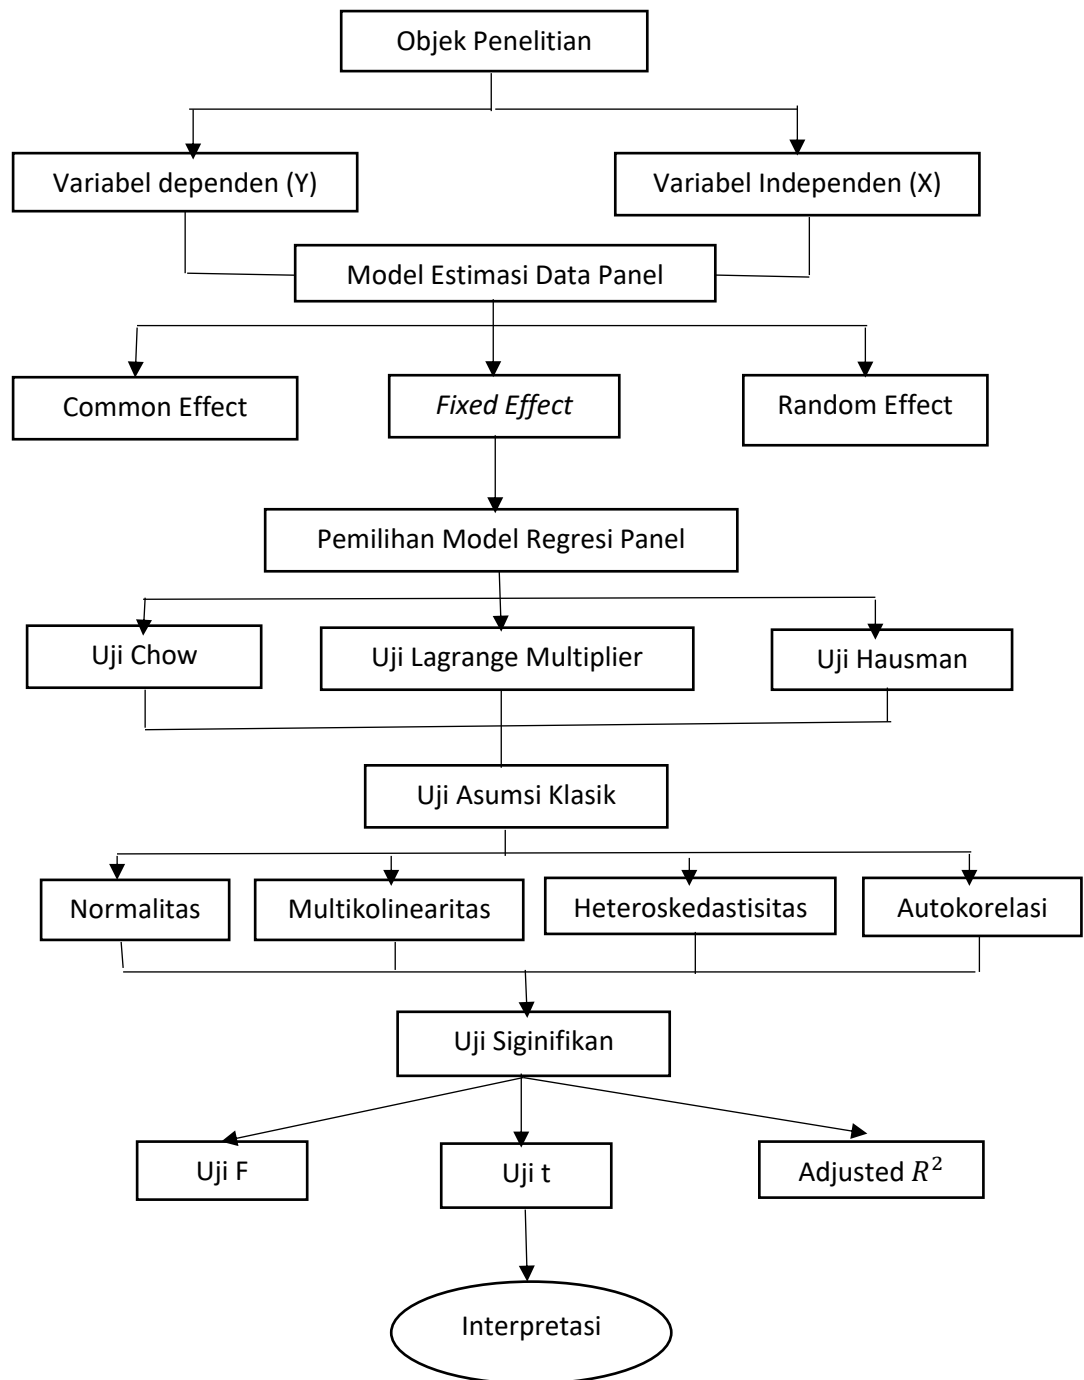 Objek Penelitian
Variabel dependen (Y)
Variabel Independen (X)
Model Estimasi Data Panel
Common Effect
Fixed Effect
Random Effect
Pemilihan Model Regresi Panel
Uji Chow
Uji Lagrange Multiplier
Uji Hausman
Uji Asumsi Klasik
Normalitas
Multikolinearitas
Heteroskedastisitas
Autokorelasi
Uji Siginifikan
Uji F
Uji t
Adjusted R²
Interpretasi